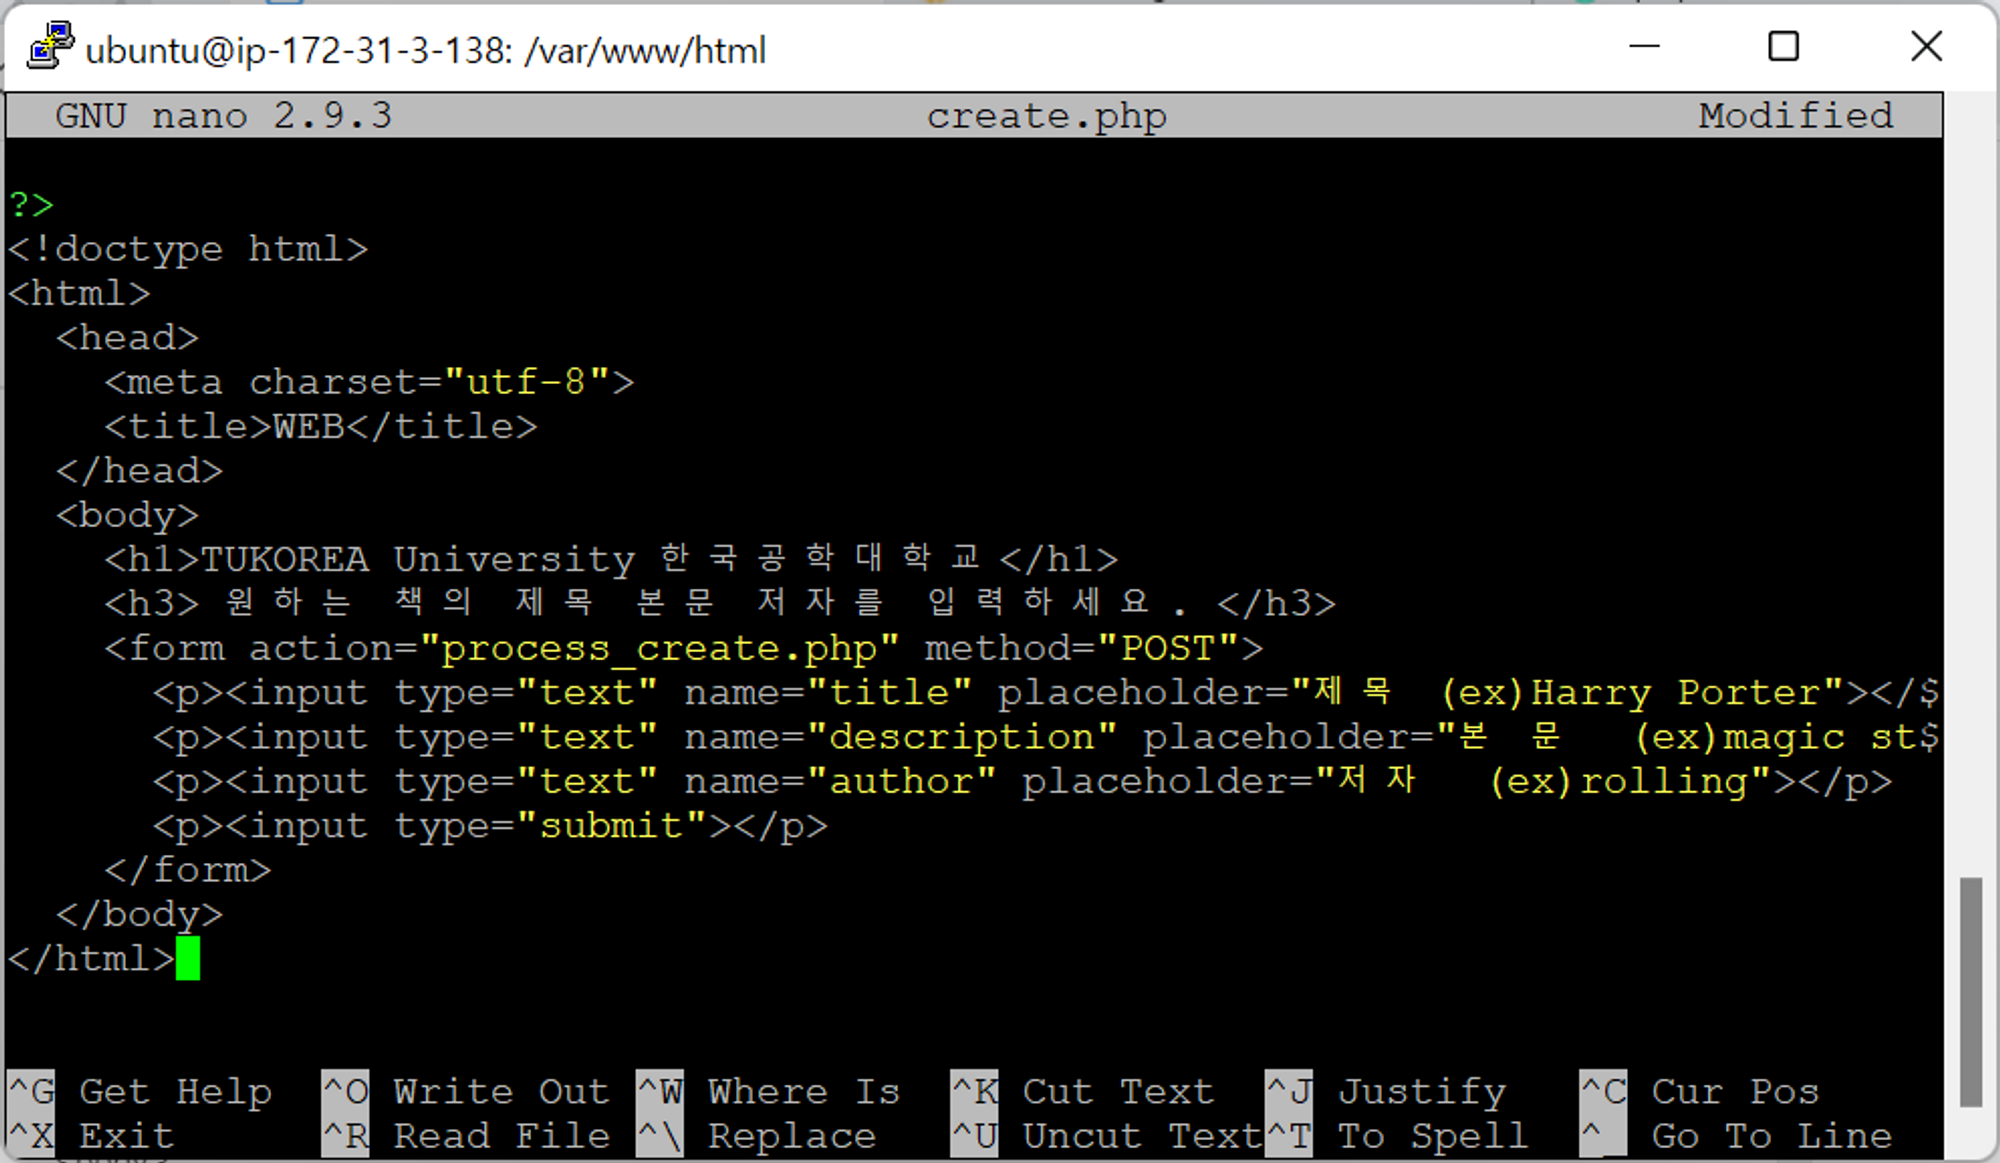 ubuntu@ip-172-31-3-138: /var/www/html
GNU nano 2.9.3 create.php Modified
?>
<!doctype html>
<html>
  <head>
    <meta charset="utf-8">
    <title>WEB</title>
  </head>
  <body>
    <h1>TUKOREA University 한국공학대학교</h1>
    <h3> 원하는 책의 제목 본문 저자를 입력하세요. </h3>
    <form action="process_create.php" method="POST">
      <p><input type="text" name="title" placeholder="제목 (ex)Harry Porter"></$
      <p><input type="text" name="description" placeholder="본 문 (ex)magic st$
      <p><input type="text" name="author" placeholder="저자 (ex)rolling"></p>
      <p><input type="submit"></p>
    </form>
  </body>
</html>
^G Get Help ^O Write Out ^W Where Is ^K Cut Text ^J Justify ^C Cur Pos
^X Exit ^R Read File ^\ Replace ^U Uncut Text ^T To Spell ^_ Go To Line